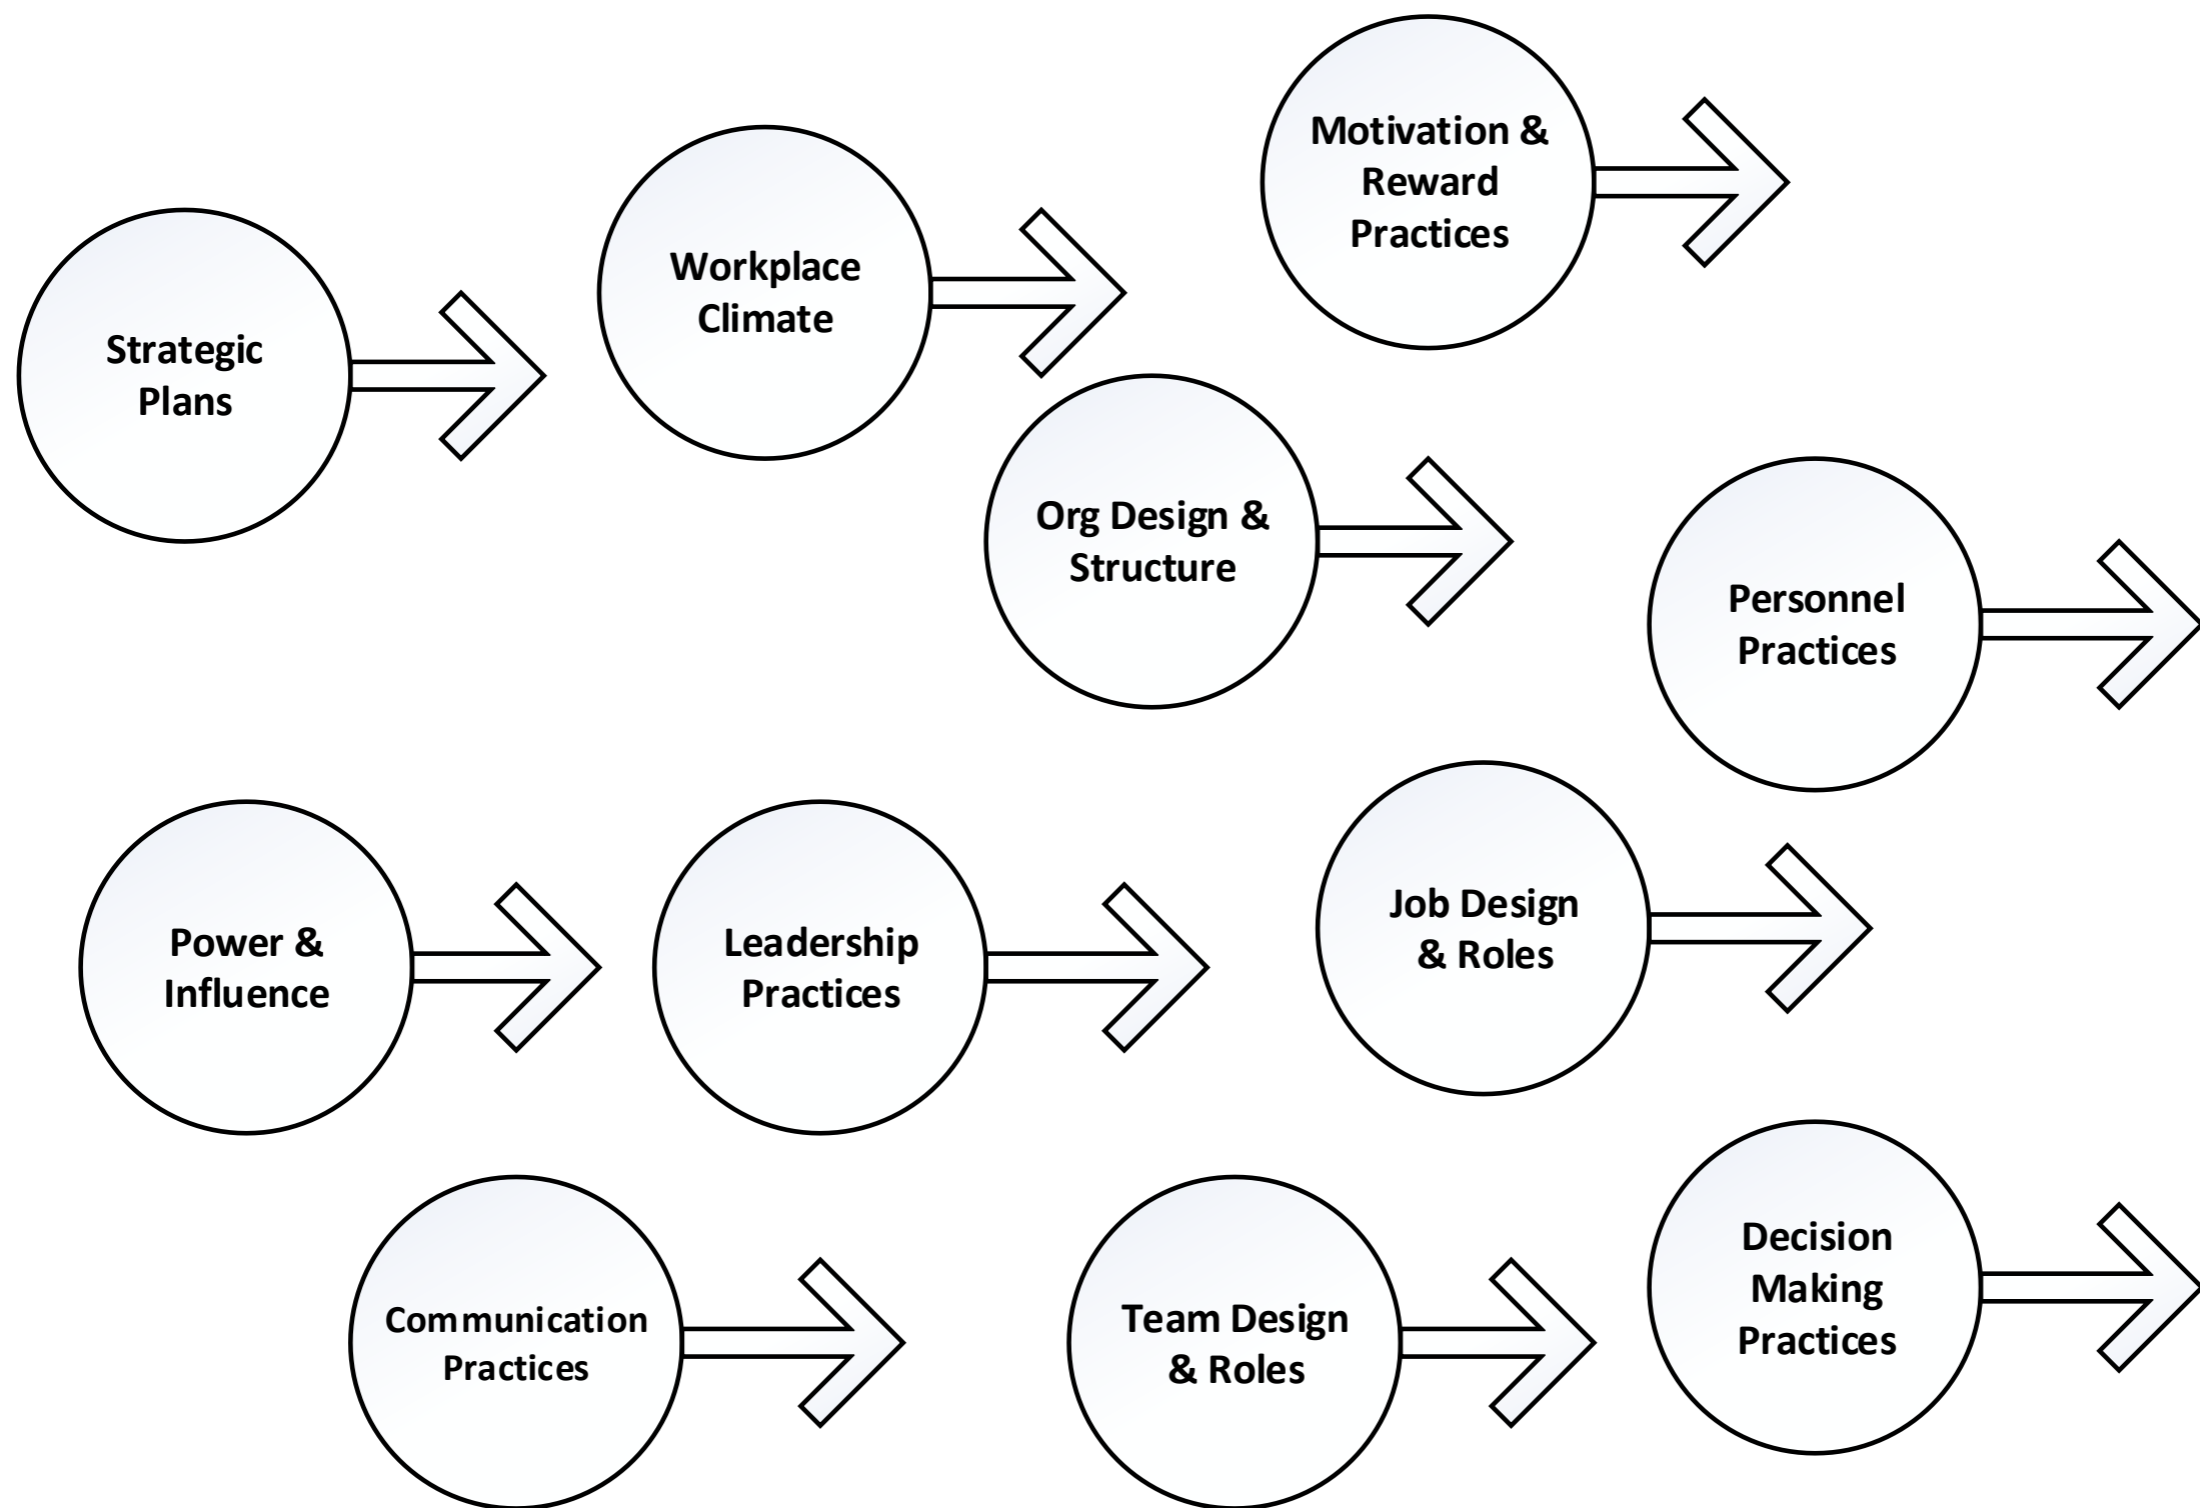 Motivation &
Reward
Practices
Workplace
Climate
Strategic
Plans
Org Design &
Structure
Personnel
Practices
Power &
Influence
Leadership
Practices
Job Design
& Roles
Communication
Practices
Team Design
& Roles
Decision
Making
Practices